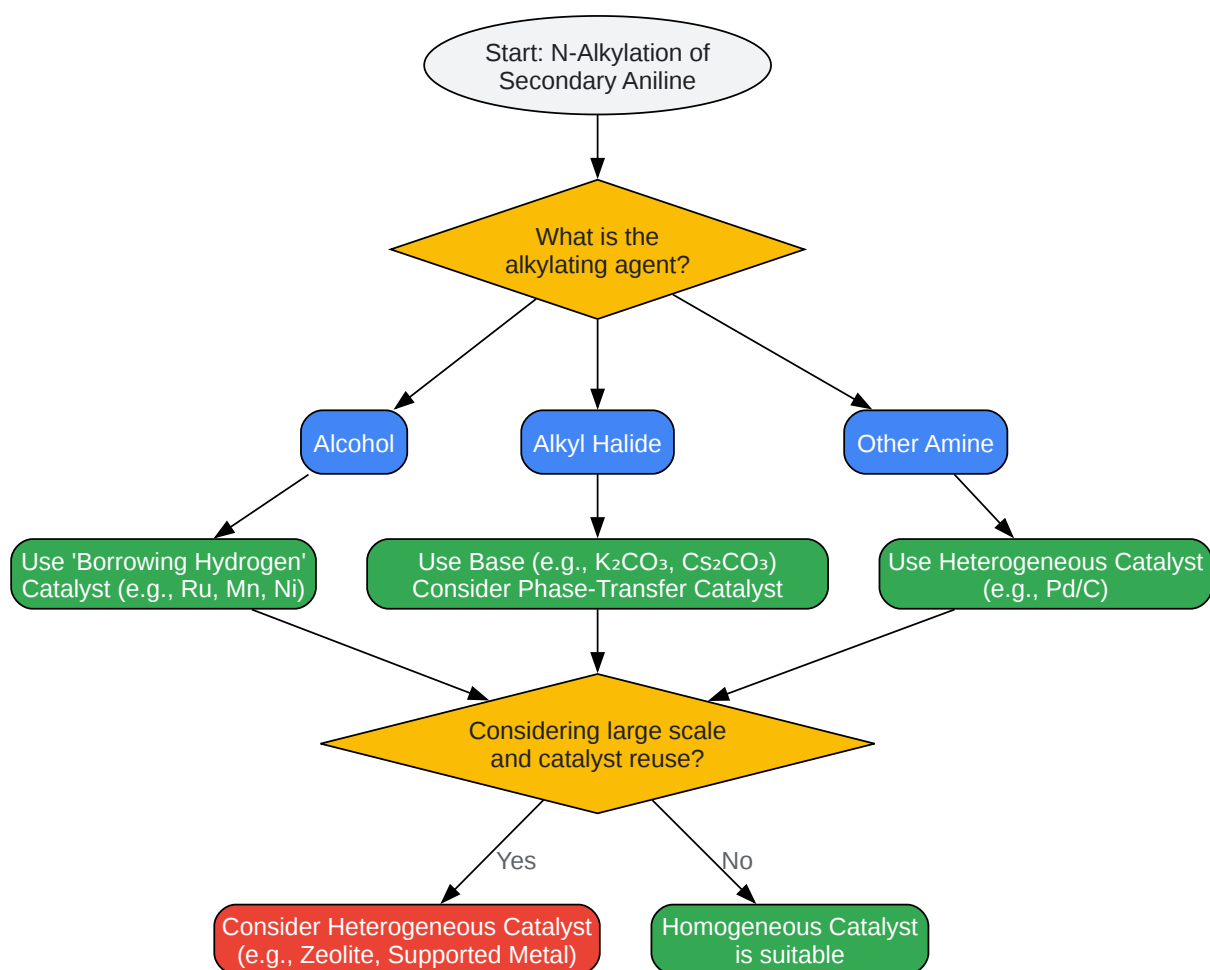 Start: N-Alkylation of
Secondary Aniline
What is the
alkylating agent?
Alcohol
Alkyl Halide
Other Amine
Use 'Borrowing Hydrogen'
Catalyst (e.g., Ru, Mn, Ni)
Use Base (e.g., K₂CO₃, Cs₂CO₃)
Consider Phase-Transfer Catalyst
Use Heterogeneous Catalyst
(e.g., Pd/C)
Considering large scale
and catalyst reuse?
Yes
No
Consider Heterogeneous Catalyst
(e.g., Zeolite, Supported Metal)
Homogeneous Catalyst
is suitable